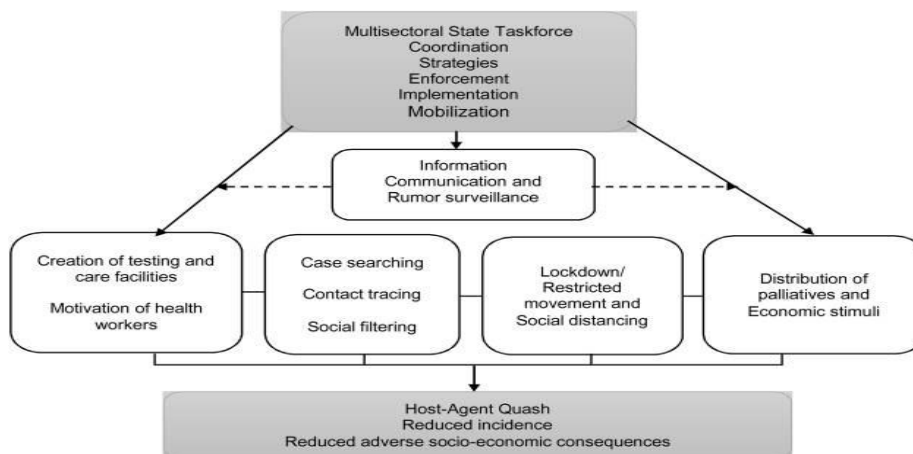 Multisectoral State Taskforce
Coordination
Strategies
Enforcement
Implementation
Mobilization
Information
Communication and
Rumor surveillance
Creation of testing and
care facilities
Motivation of health
workers
Case searching
Contact tracing
Social filtering
Lockdown/
Restricted
movement and
Social distancing
Distribution of
palliatives and
Economic stimuli
Host-Agent Quash
Reduced incidence
Reduced adverse socio-economic consequences